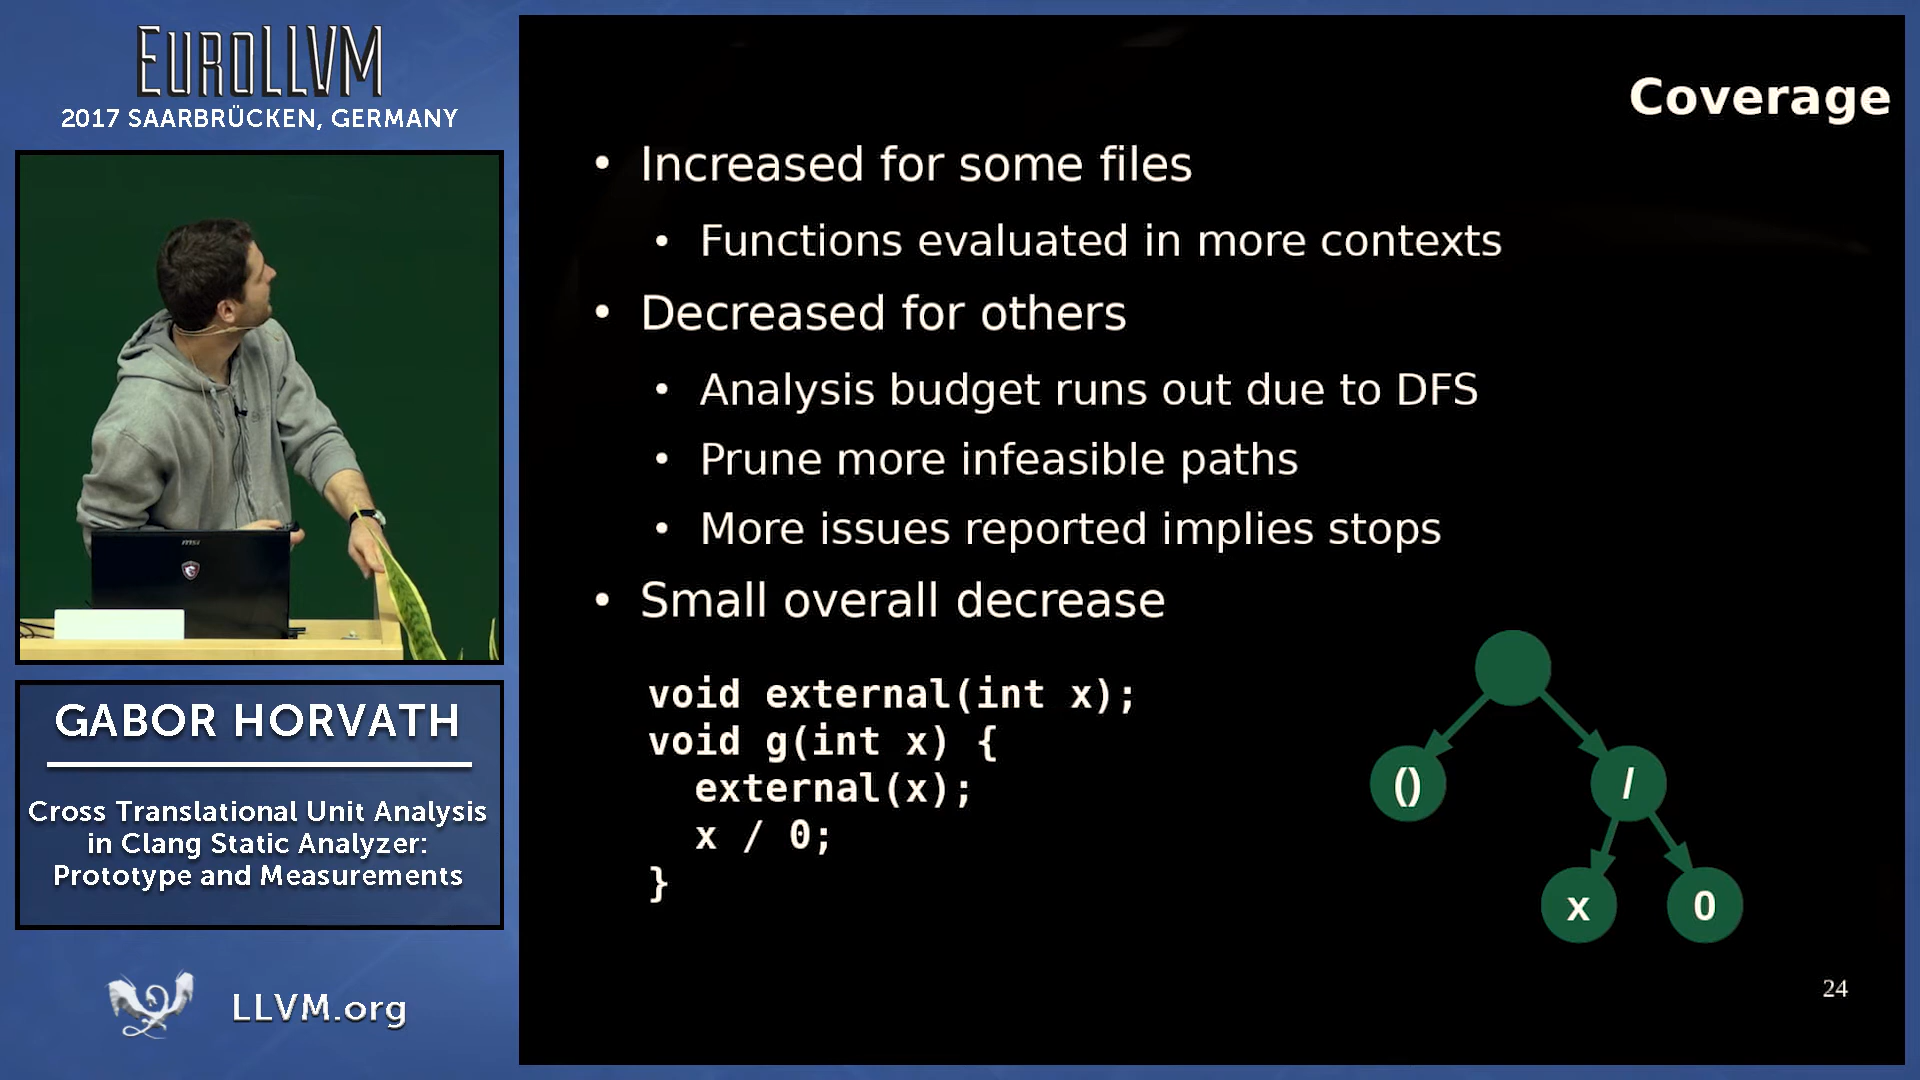 EUROLLVM
2017 SAARBRÜCKEN, GERMANY
msi
GABOR HORVATH
Cross Translational Unit Analysis
in Clang Static Analyzer:
Prototype and Measurements
LLVM.org
Coverage
• Increased for some files
• Functions evaluated in more contexts
• Decreased for others
• Analysis budget runs out due to DFS
• Prune more infeasible paths
• More issues reported implies stops
• Small overall decrease
void external(int x);
void g(int x) {
  external(x);
  x / 0;
}
()
/
x
0
24